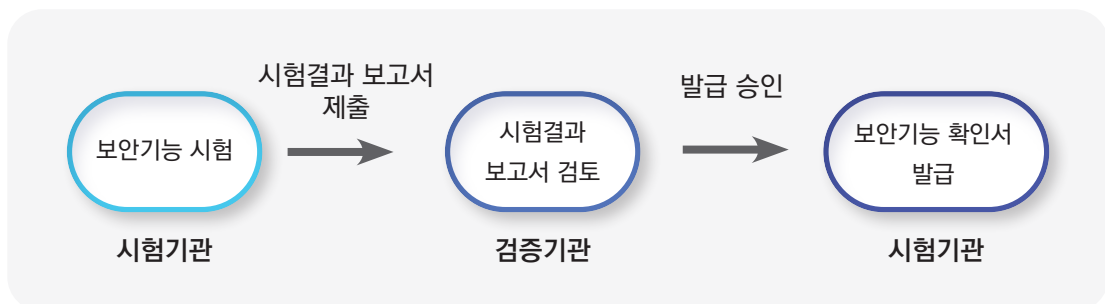 시험결과 보고서
제출
발급 승인
보안기능 시험
시험결과
보고서 검토
보안기능 확인서
발급
시험기관
검증기관
시험기관